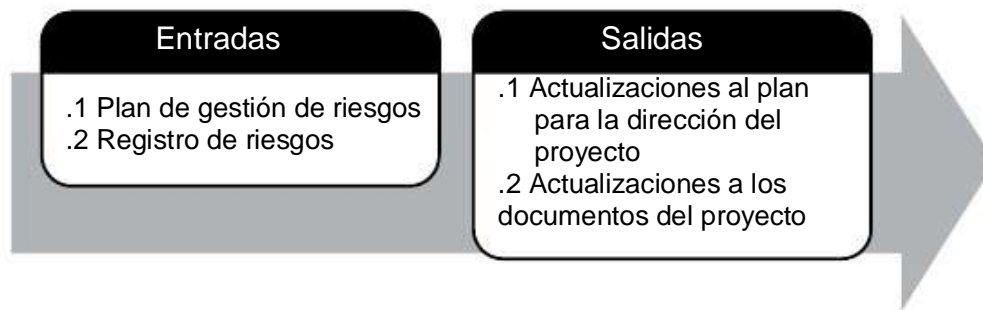 Entradas
.1 Plan de gestión de riesgos
.2 Registro de riesgos
Salidas
.1 Actualizaciones al plan
para la dirección del
proyecto
.2 Actualizaciones a los
documentos del proyecto